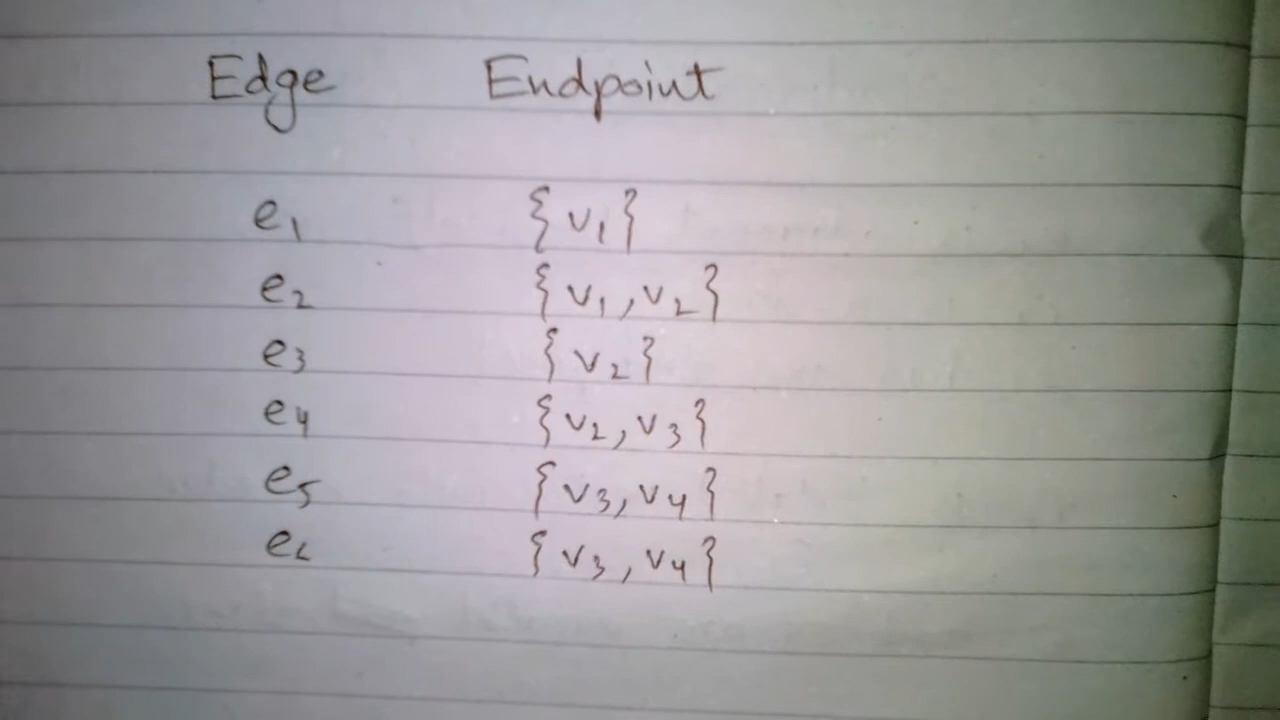 Edge Endpoint
e₁ {v₁}
e₂ {v₁,v₂}
e₃ {v₂}
e₄ {v₂,v₃}
e₅ {v₃,v₄}
e₆ {v₃,v₄}